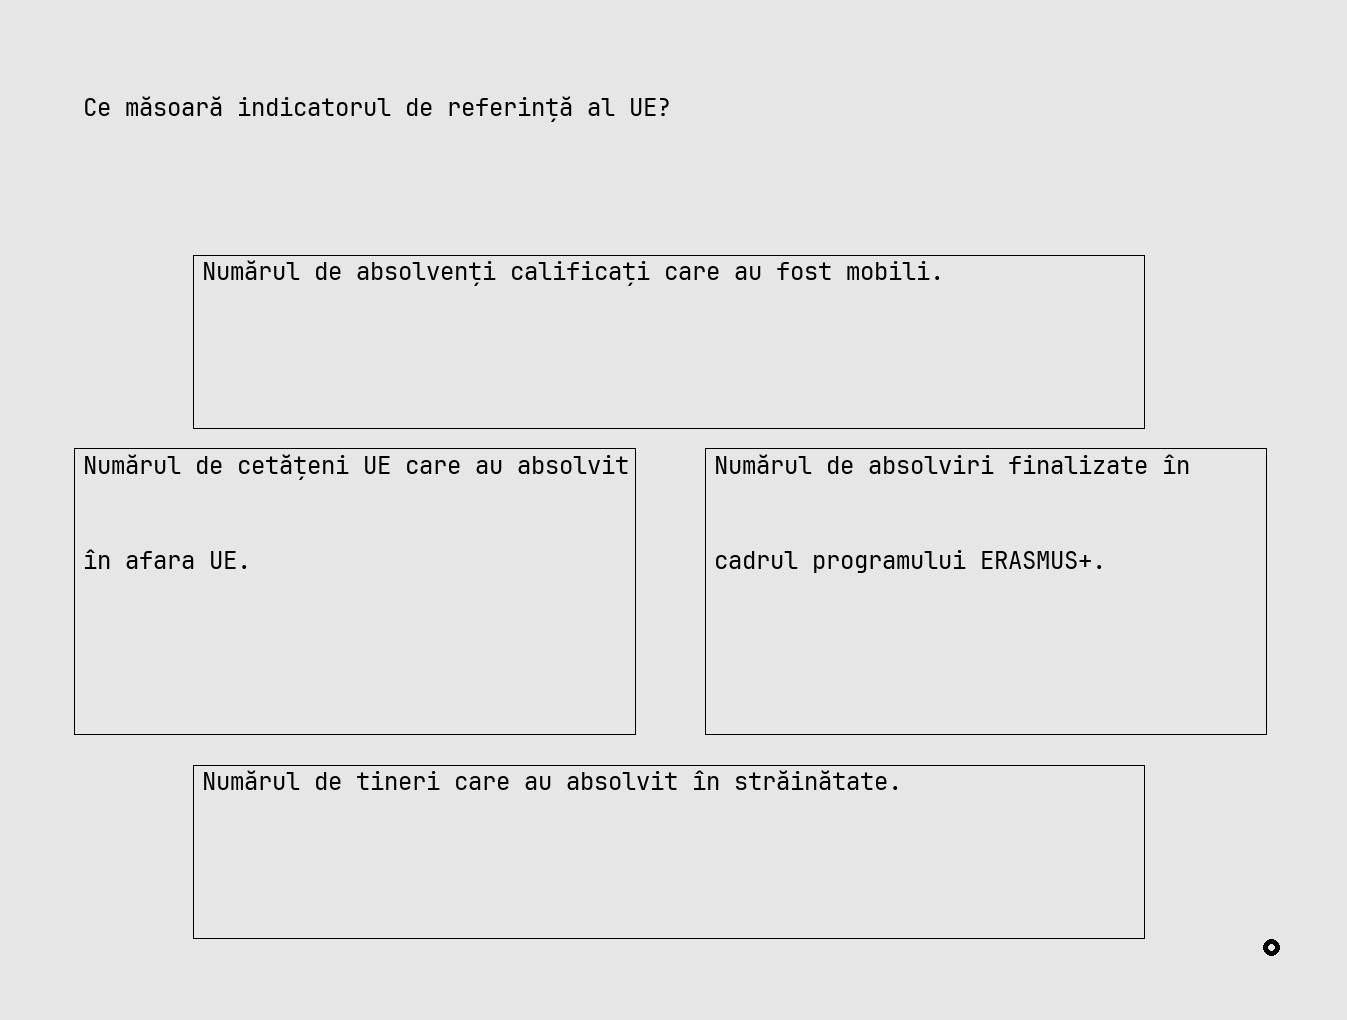 Ce măsoară indicatorul de referință al UE?
Numărul de absolvenți calificați care au fost mobili.
Numărul de cetățeni UE care au absolvit
în afara UE.
Numărul de absolviri finalizate în
cadrul programului ERASMUS+.
Numărul de tineri care au absolvit în străinătate.